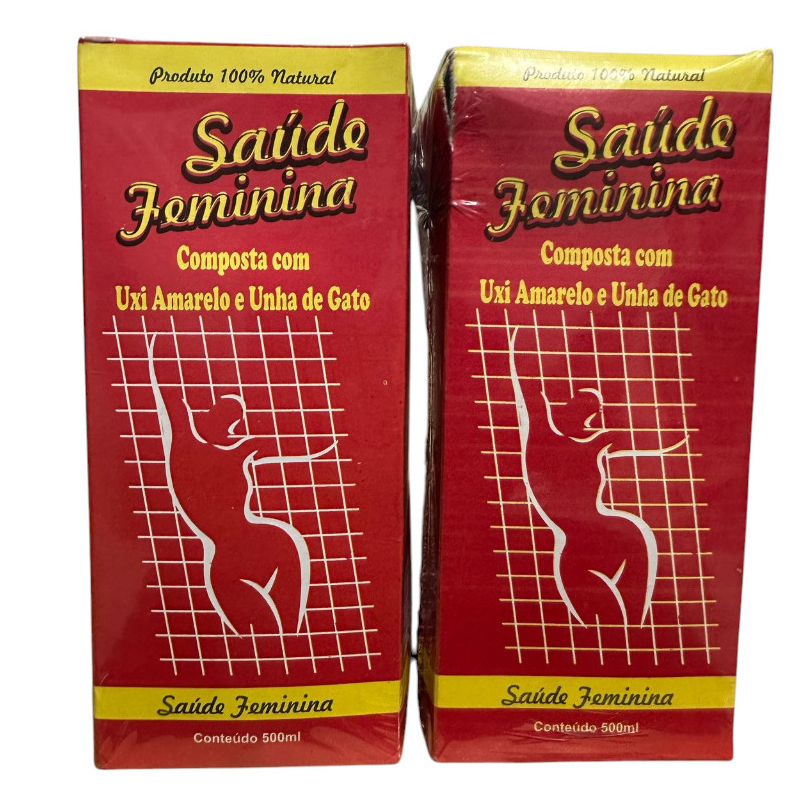 Produto 100% Natural
Saúde
Feminina
Composta com
Uxi Amarelo e Unha de Gato
Saúde Feminina
Conteúdo 500ml
Produto 100% Natural
Saúde
Feminina
Composta com
Uxi Amarelo e Unha de Gato
Saúde Feminina
Conteúdo 500ml